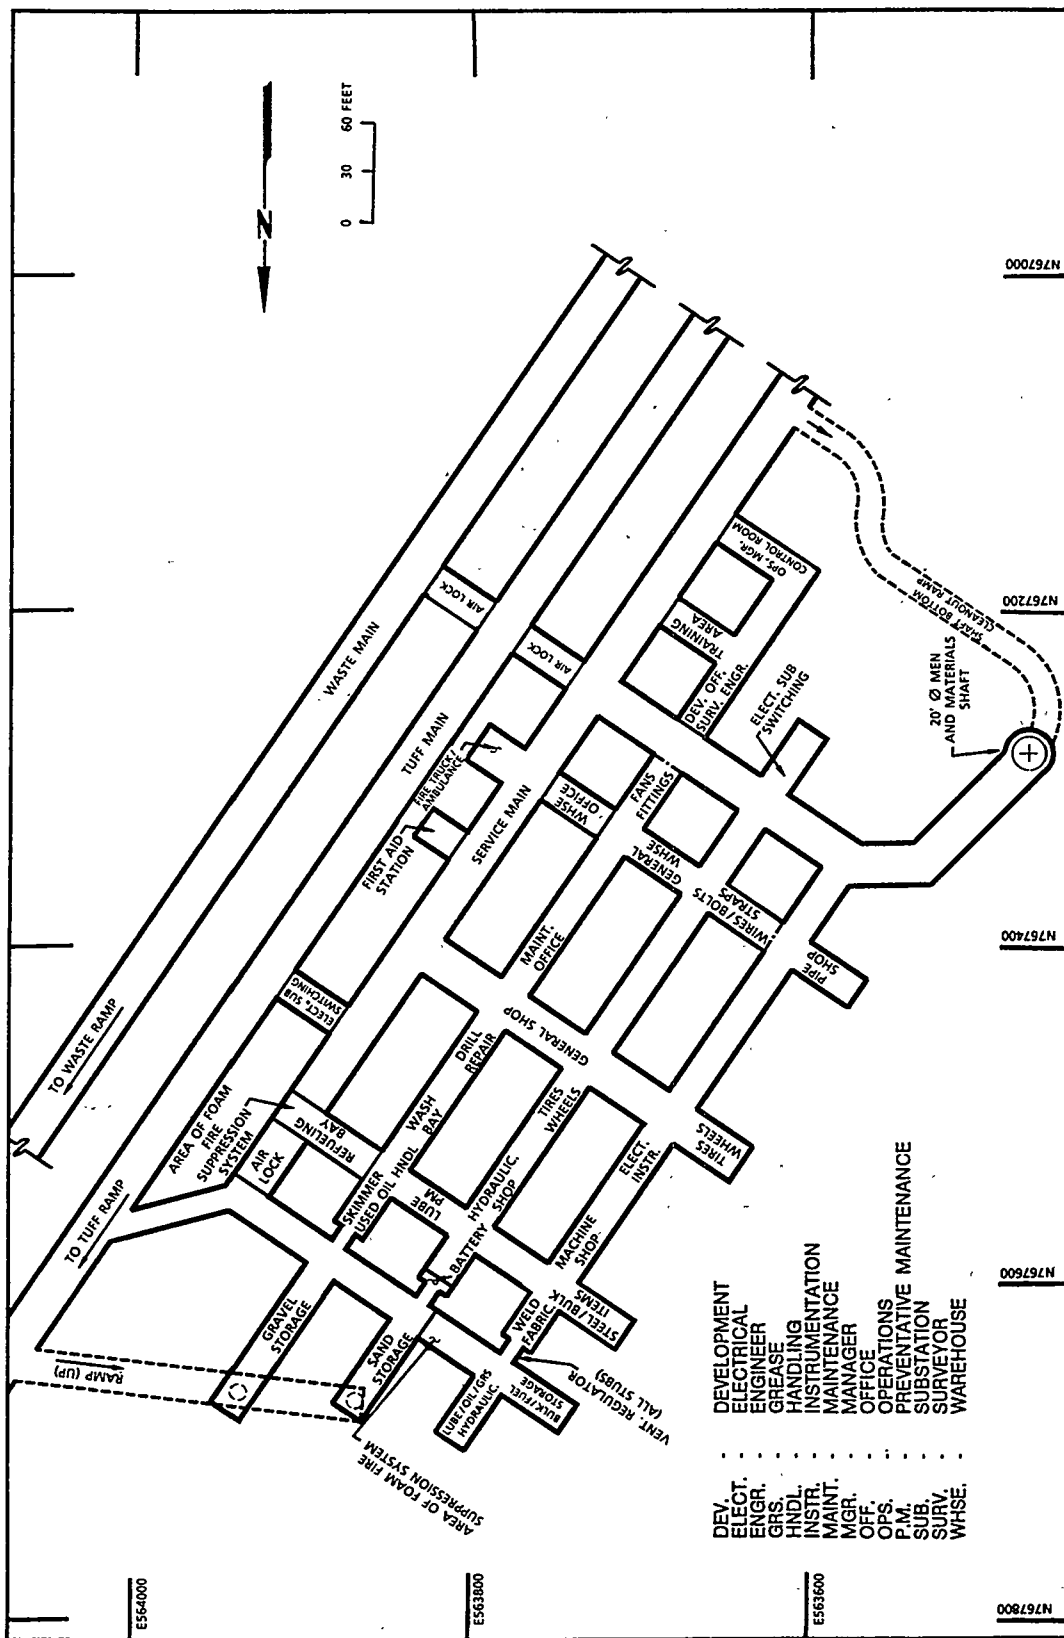 0 30 60 FEET
N
WASTE MAIN
TUFF MAIN
SERVICE MAIN
AIR LOCK
AIR LOCK
TO WASTE RAMP
TO TUFF RAMP
RAMP (UP)
AREA OF FOAM
FIRE
SUPPRESSION
SYSTEM
AIR
LOCK
REFUELING
BAY
ELECT. SUB
SWITCHING
FIRST AID
STATION
FIRE TRUCK/
AMBULANCE
WHSE
OFFICE
FANS
FITTINGS
GENERAL
WHSE
WIRES/BOLTS
STRAPS
MAINT.
OFFICE
GENERAL SHOP
DRILL
REPAIR
WASH
BAY
SKIMMER
USED OIL HNDL
LUBE
PM
TIRES
WHEELS
HYDRAULIC.
SHOP
BATTERY
ELECT.
INSTR.
MACHINE
SHOP
STEEL/BULK
ITEMS
WELD
FABRIC
TIRES
WHEELS
PIPE
SHOP
GRAVEL
STORAGE
SAND
STORAGE
LUBE/OIL/GRS
HYDRAULIC.
BULK/FUEL
STORAGE
VENT. REGULATOR
(ALL STUBS)
AREA OF FOAM FIRE
SUPPRESSION SYSTEM
DEV. OFF.
SURV. ENGR.
TRAINING
AREA
OPS. MGR.
CONTROL ROOM
ELECT. SUB
SWITCHING
20' Ø MEN
AND MATERIALS
SHAFT
SHAFT BOTTOM
CLEANOUT RAMP
DEV. . . DEVELOPMENT
ELECT. . . ELECTRICAL
ENGR. . . ENGINEER
GRS. . . GREASE
HNDL. . . HANDLING
INSTR. . . INSTRUMENTATION
MAINT. . . MAINTENANCE
MGR. . . MANAGER
OFF. . . OFFICE
OPS. . . OPERATIONS
P.M. . . PREVENTATIVE MAINTENANCE
SUB. . . SUBSTATION
SURV. . . SURVEYOR
WHSE. . . WAREHOUSE
E564000
E563800
E563600
N767800
N767600
N767400
N767200
N767000